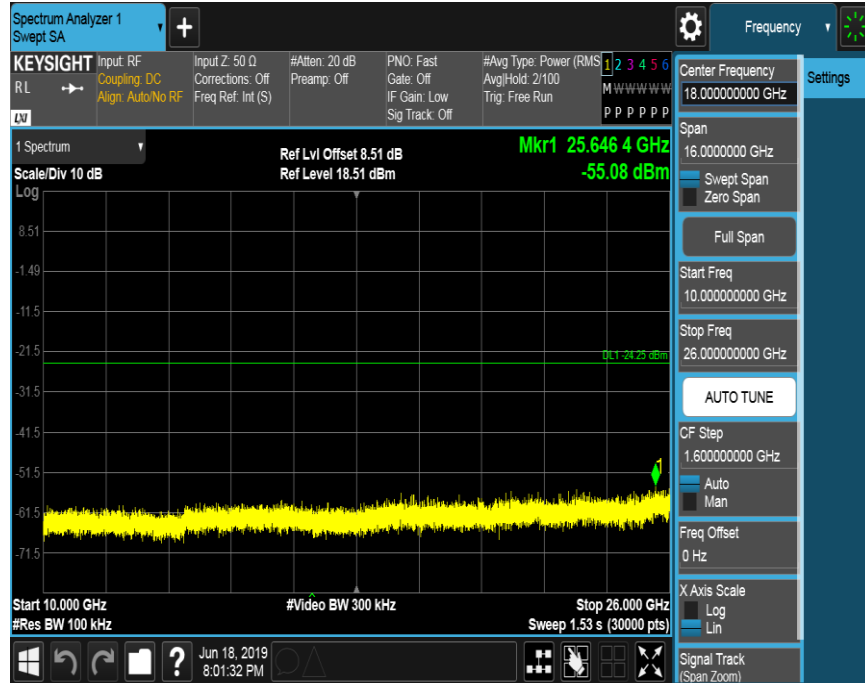 Spectrum Analyzer 1
Swept SA
+
Frequency
KEYSIGHT
RL
LXI
Input: RF
Coupling: DC
Align: Auto/No RF
Input Z: 50 Ω
Corrections: Off
Freq Ref: Int (S)
#Atten: 20 dB
Preamp: Off
PNO: Fast
Gate: Off
IF Gain: Low
Sig Track: Off
#Avg Type: Power (RMS
Avg|Hold: 2/100
Trig: Free Run
1 2 3 4 5 6
M W W W W W
P P P P P P
1 Spectrum
Scale/Div 10 dB
Log
Ref Lvl Offset 8.51 dB
Ref Level 18.51 dBm
Mkr1 25.646 4 GHz
-55.08 dBm
8.51
-1.49
-11.5
-21.5
-31.5
-41.5
-51.5
-61.5
-71.5
DL1 -24.25 dBm
1
Start 10.000 GHz
#Res BW 100 kHz
#Video BW 300 kHz
Stop 26.000 GHz
Sweep 1.53 s (30000 pts)
?
Jun 18, 2019
8:01:32 PM
Center Frequency
18.000000000 GHz
Settings
Span
16.0000000 GHz
Swept Span
Zero Span
Full Span
Start Freq
10.000000000 GHz
Stop Freq
26.000000000 GHz
AUTO TUNE
CF Step
1.600000000 GHz
Auto
Man
Freq Offset
0 Hz
X Axis Scale
Log
Lin
Signal Track
(Span Zoom)